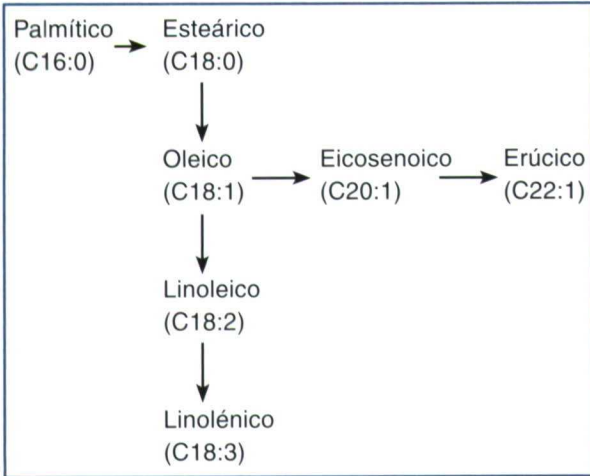 Palmítico Esteárico
(C16:0) (C18:0)
Oleico Eicosenoico Erúcico
(C18:1) (C20:1) (C22:1)
Linoleico
(C18:2)
Linolénico
(C18:3)